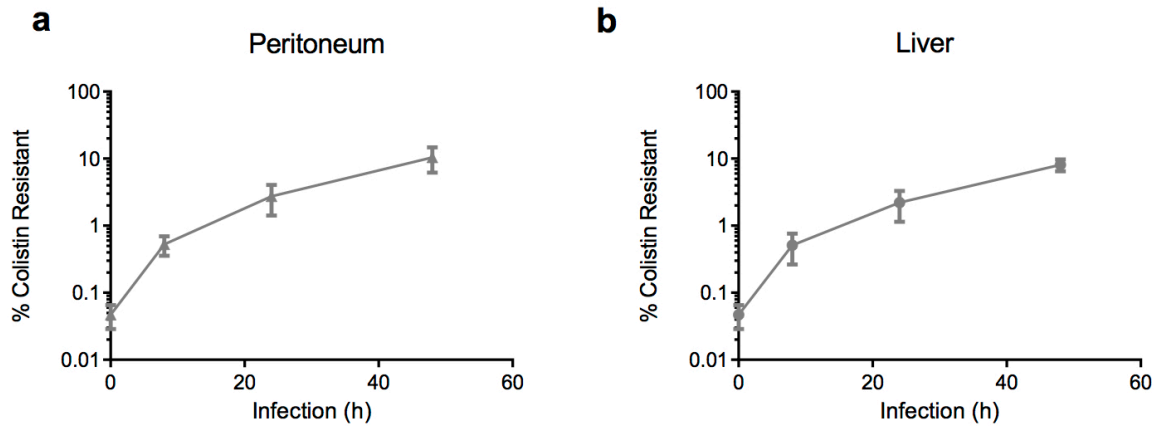 a
Peritoneum
% Colistin Resistant
100
10
1
0.1
0.01
0
20
40
60
Infection (h)
b
Liver
% Colistin Resistant
100
10
1
0.1
0.01
0
20
40
60
Infection (h)